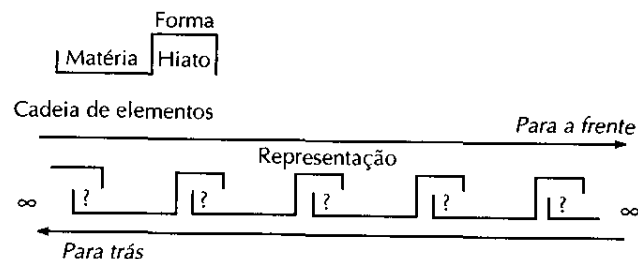 Forma
Matéria Hiato
Cadeia de elementos
Para a frente
Representação
∞ ? ? ? ? ? ∞
Para trás